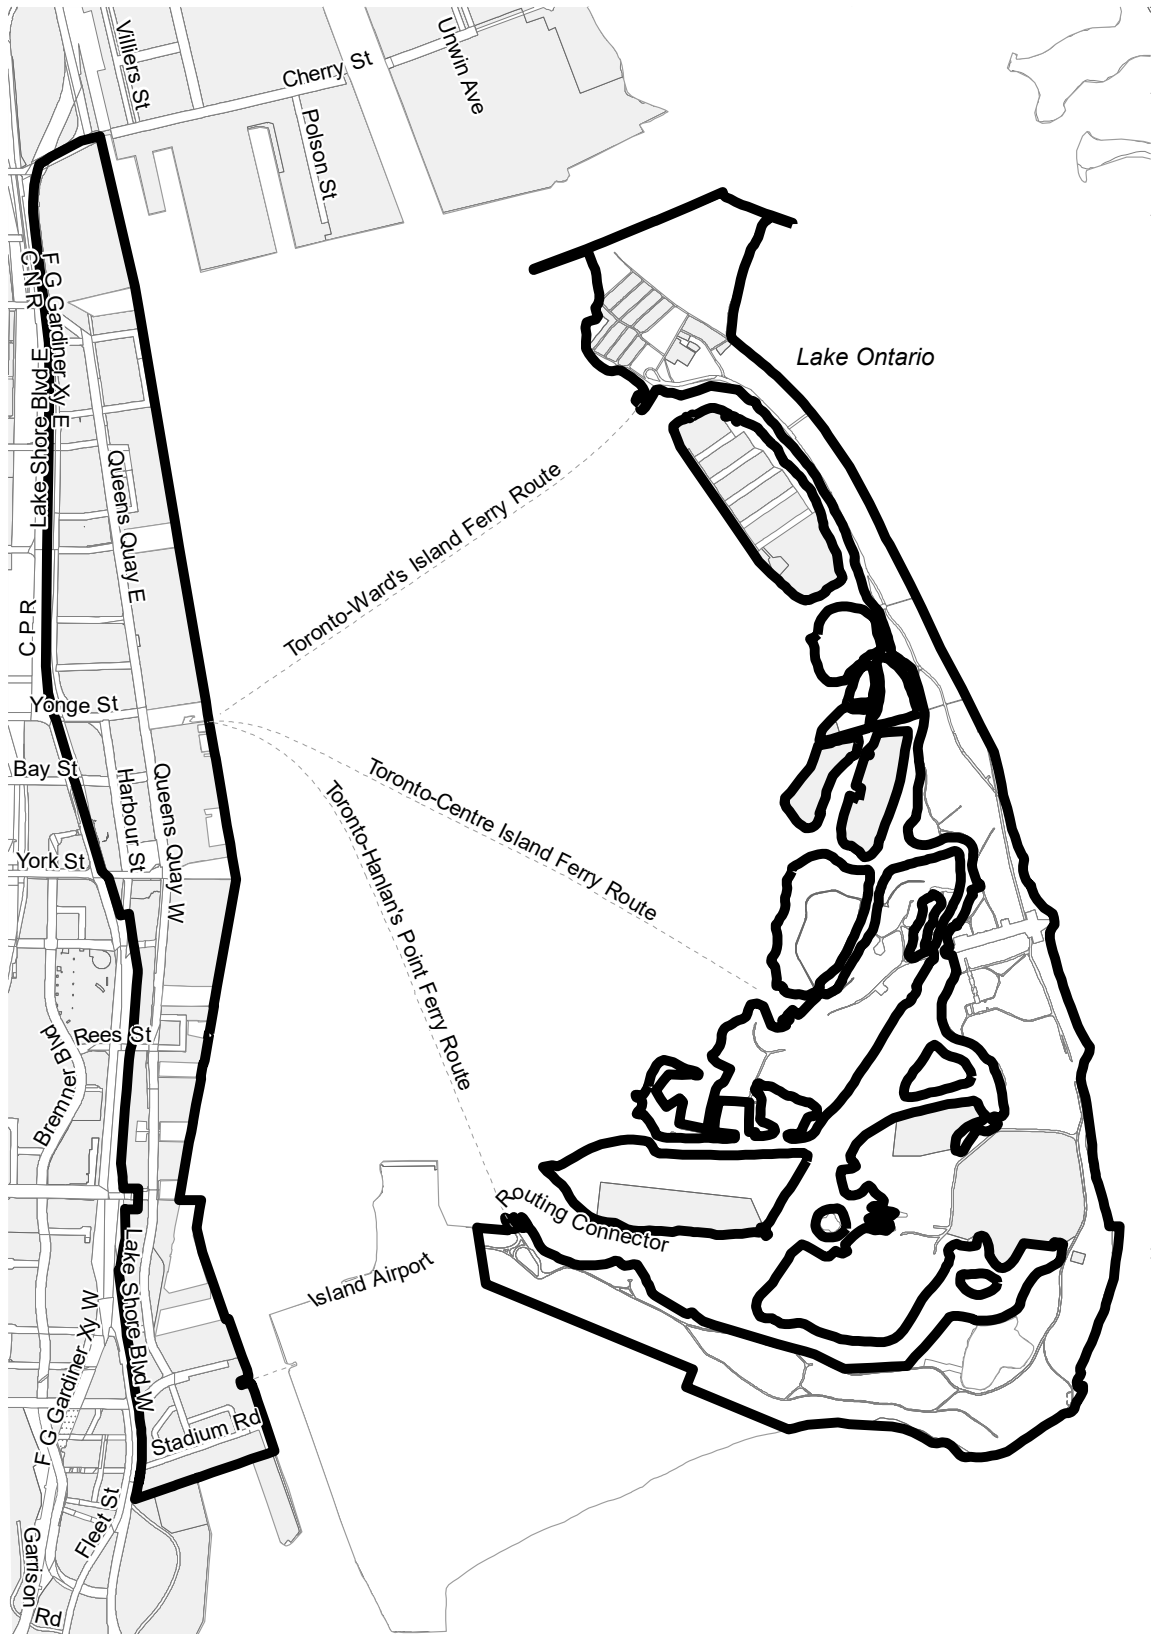 Villiers St
Unwin Ave
Cherry St
Polson St
F G Gardiner Xy E
C N R
Lake Shore Blvd E
Lake Ontario
Queens Quay E
Toronto-Ward's Island Ferry Route
C P R
Yonge St
Bay St
Harbour St
Queens Quay W
Toronto-Centre Island Ferry Route
Toronto-Hanlan's Point Ferry Route
York St
Rees St
Bremner Blvd
Routing Connector
Island Airport
Lake Shore Blvd W
F G Gardiner Xy W
Stadium Rd
Fleet St
Garrison
Rd